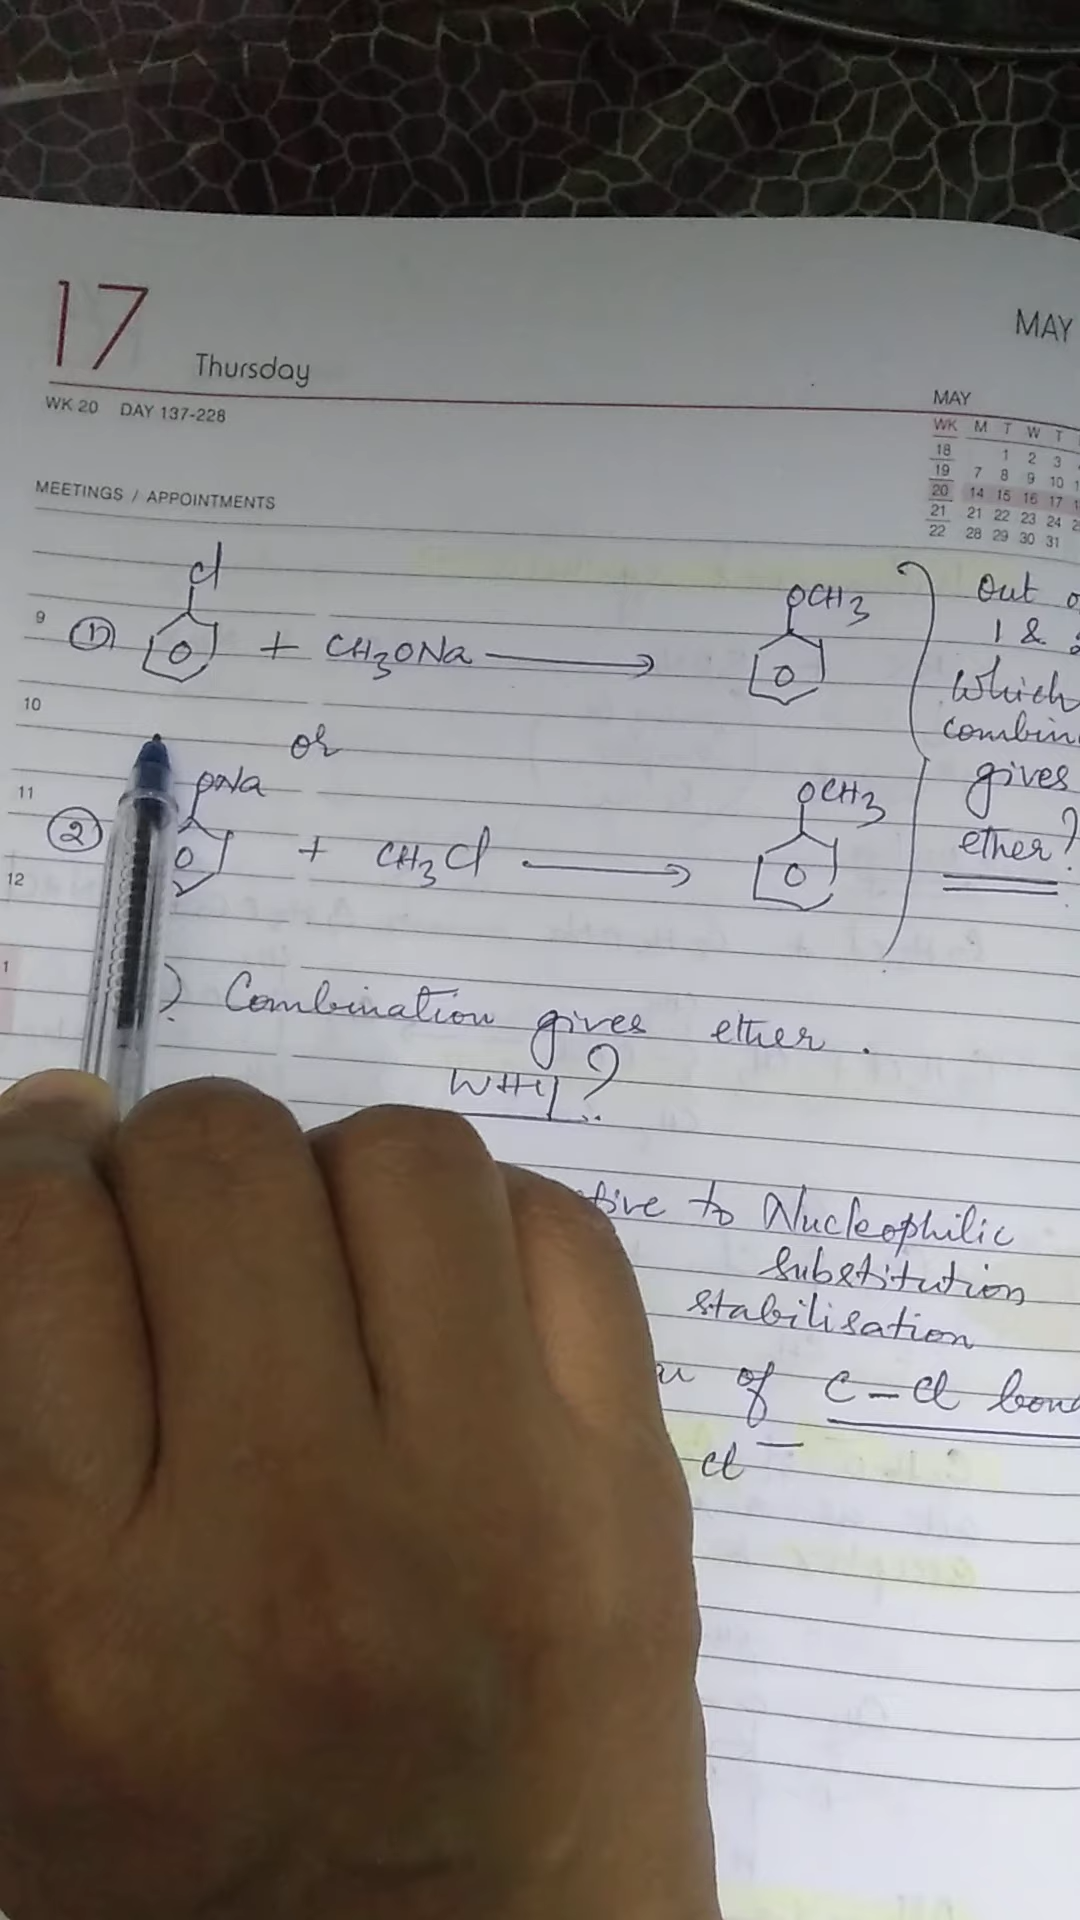 17 Thursday
MAY
WK 20 DAY 137-228
MAY
WK M T W T
18 1 2 3
19 7 8 9 10
20 14 15 16 17
21 21 22 23 24
22 28 29 30 31
MEETINGS / APPOINTMENTS
9
10
11
12
1
Cl
① + CH3ONa → OCH3
or
ONa
② + CH3Cl → OCH3
Out
1 &
Which
gives
ether?
) Combination gives ether.
WHY?
to Nucleophilic
substitution
stabilisation
of C-Cl
Cl⁻